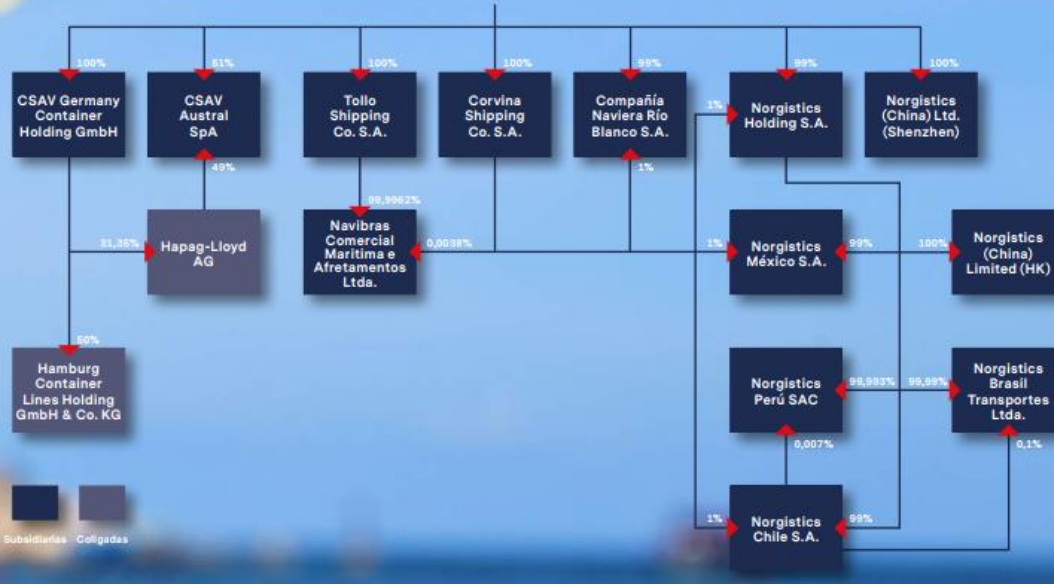 100%
61%
100%
100%
99%
99%
100%
CSAV Germany
Container
Holding GmbH
CSAV
Austral
SpA
Tollo
Shipping
Co. S.A.
Corvina
Shipping
Co. S.A.
Compañía
Naviera Río
Blanco S.A.
1%
Norgistics
Holding S.A.
Norgistics
(China) Ltd.
(Shenzhen)
49%
1%
99,9962%
31,35%
Hapag-Lloyd
AG
Navibras
Comercial
Maritima e
Afretamentos
Ltda.
0,0038%
1%
Norgistics
México S.A.
99%
100%
Norgistics
(China)
Limited (HK)
50%
Hamburg
Container
Lines Holding
GmbH & Co. KG
Norgistics
Perú SAC
99,993%
99,99%
Norgistics
Brasil
Transportes
Ltda.
0,007%
0,1%
1%
Norgistics
Chile S.A.
99%
Subsidiarias
Coligadas